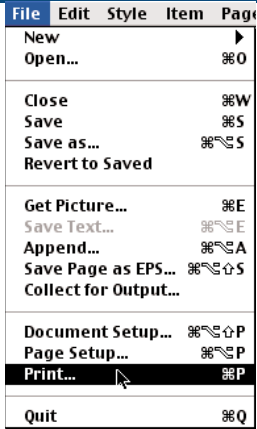 File Edit Style Item Page
New
Open... ⌘O
Close ⌘W
Save ⌘S
Save as... ⌘⌥S
Revert to Saved
Get Picture... ⌘E
Save Text... ⌘⌥E
Append... ⌘⌥A
Save Page as EPS... ⌘⌥⇧S
Collect for Output...
Document Setup... ⌘⌥⇧P
Page Setup... ⌘⌥P
Print... ⌘P
Quit ⌘Q